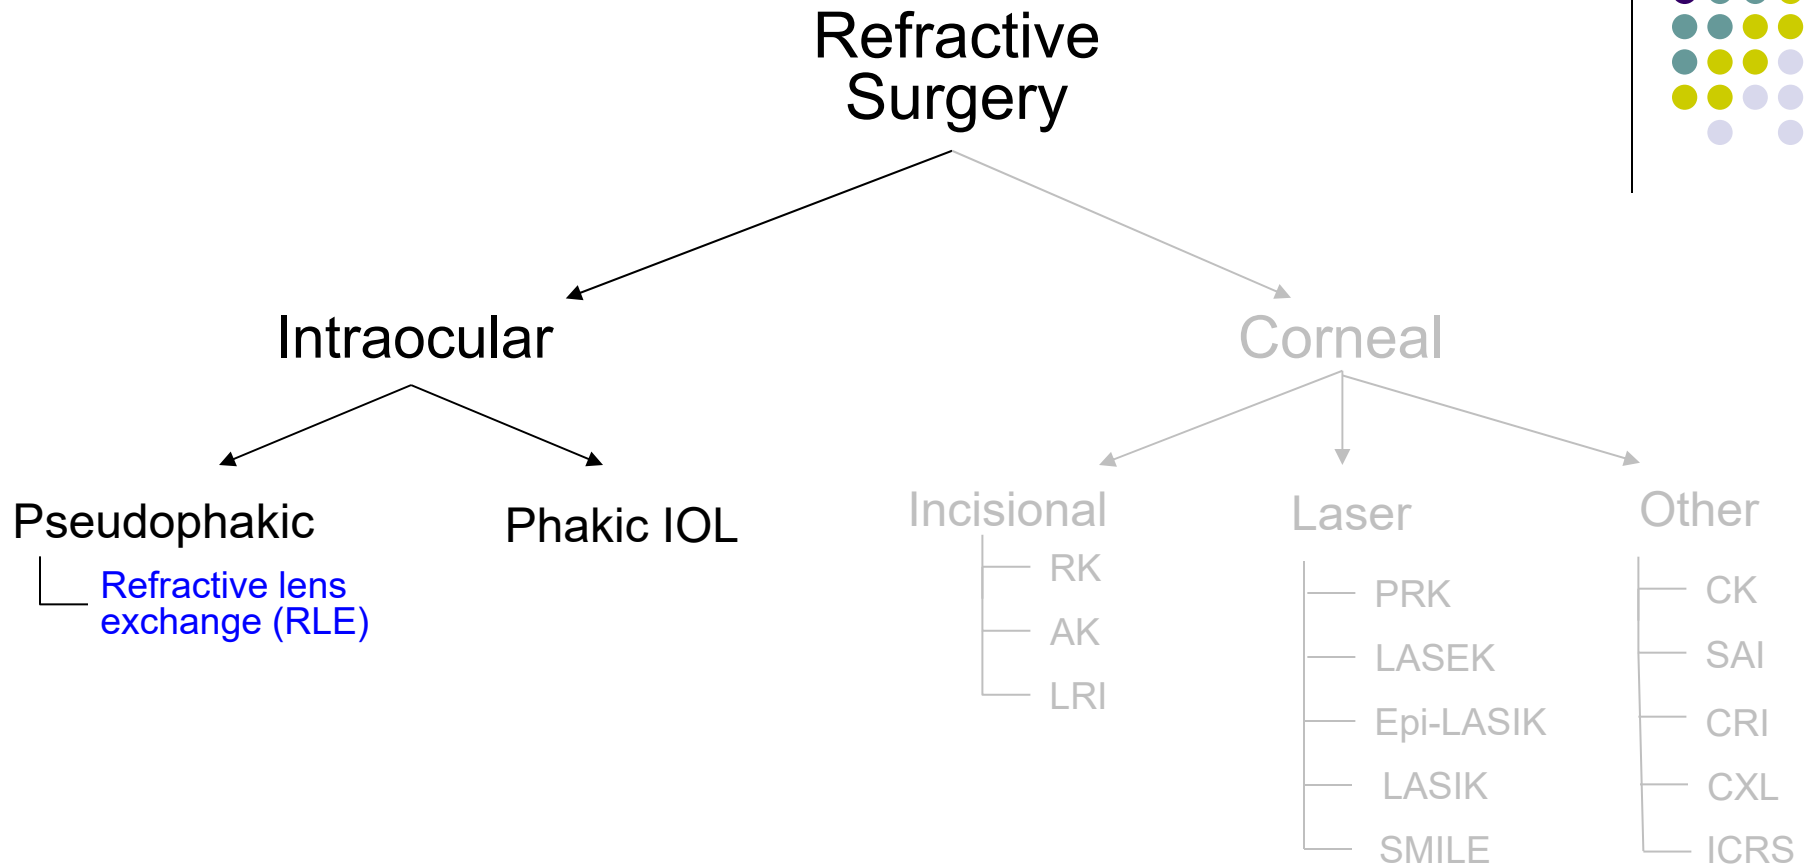 Refractive
Surgery
Intraocular
Corneal
Pseudophakic
Phakic IOL
Incisional
Laser
Other
Refractive lens
exchange (RLE)
RK
AK
LRI
PRK
LASEK
Epi-LASIK
LASIK
SMILE
CK
SAI
CRI
CXL
ICRS